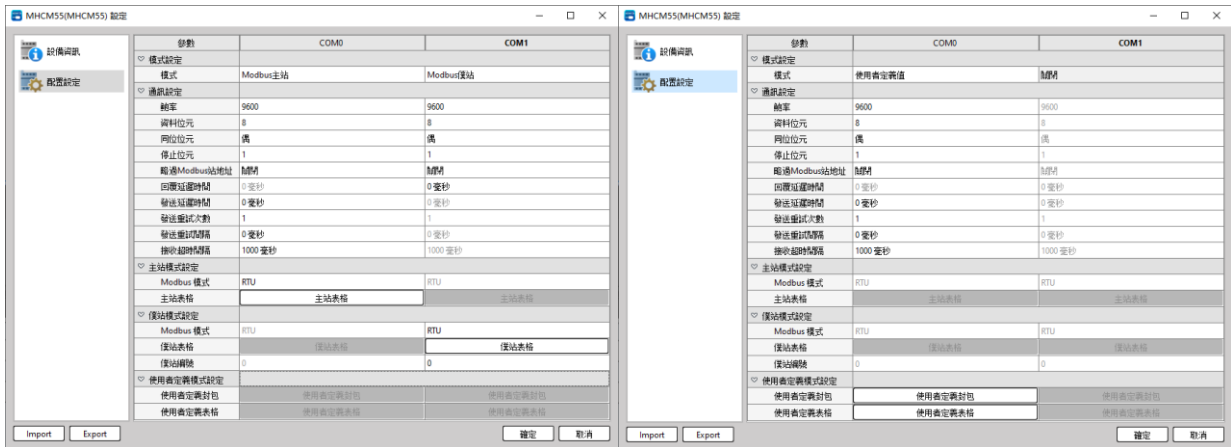 MHCM55(MHCM55) 設定
設備資訊
配置設定
參數 COM0 COM1
模式設定
模式 Modbus主站 Modbus僕站
通訊設定
鮑率 9600 9600
資料位元 8 8
同位位元 偶 偶
停止位元 1 1
略過Modbus站地址 關閉 關閉
回覆延遲時間 0 毫秒 0 毫秒
發送延遲時間 0 毫秒 0 毫秒
發送重試次數 1 1
發送重試間隔 0 毫秒 0 毫秒
接收超時間隔 1000 毫秒 1000 毫秒
主站模式設定
Modbus 模式 RTU RTU
主站表格 主站表格 主站表格
僕站模式設定
Modbus 模式 RTU RTU
僕站表格 僕站表格 僕站表格
僕站編號 0 0
使用者定義模式設定
使用者定義封包 使用者定義封包 使用者定義封包
使用者定義表格 使用者定義表格 使用者定義表格
Import Export 確定 取消
MHCM55(MHCM55) 設定
設備資訊
配置設定
參數 COM0 COM1
模式設定
模式 使用者定義值 關閉
通訊設定
鮑率 9600 9600
資料位元 8 8
同位位元 偶 偶
停止位元 1 1
略過Modbus站地址 關閉 關閉
回覆延遲時間 0 毫秒 0 毫秒
發送延遲時間 0 毫秒 0 毫秒
發送重試次數 1 1
發送重試間隔 0 毫秒 0 毫秒
接收超時間隔 1000 毫秒 1000 毫秒
主站模式設定
Modbus 模式 RTU RTU
主站表格 主站表格 主站表格
僕站模式設定
Modbus 模式 RTU RTU
僕站表格 僕站表格 僕站表格
僕站編號 0 0
使用者定義模式設定
使用者定義封包 使用者定義封包 使用者定義封包
使用者定義表格 使用者定義表格 使用者定義表格
Import Export 確定 取消